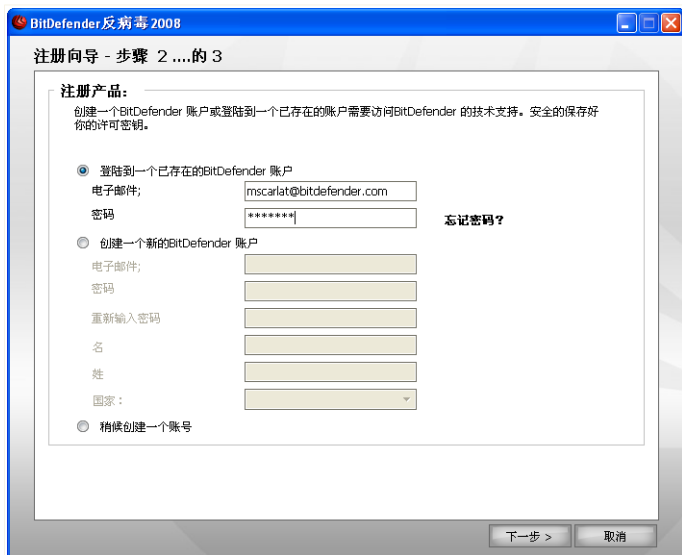 BitDefender反病毒2008
注册向导 - 步骤 2....的 3
注册产品:
创建一个BitDefender 账户或登陆到一个已存在的账户需要访问BitDefender 的技术支持。安全的保存好
你的许可密钥。
登陆到一个已存在的BitDefender 账户
电子邮件;
mscarlat@bitdefender.com
密码
*******
忘记密码?
创建一个新的BitDefender 账户
电子邮件;
密码
重新输入密码
名
姓
国家：
稍候创建一个账号
下一步 >
取消